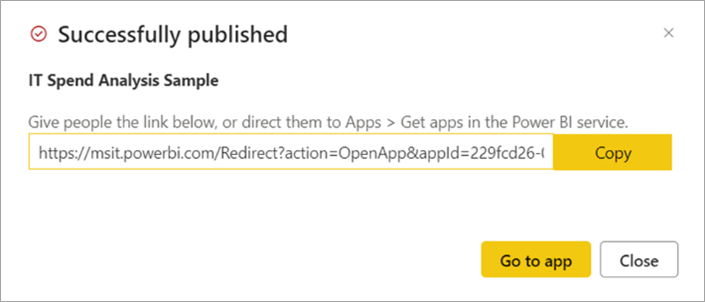 Successfully published
IT Spend Analysis Sample
Give people the link below, or direct them to Apps > Get apps in the Power BI service.
https://msit.powerbi.com/Redirect?action=OpenApp&appId=229fcd26-
Copy
Go to app
Close